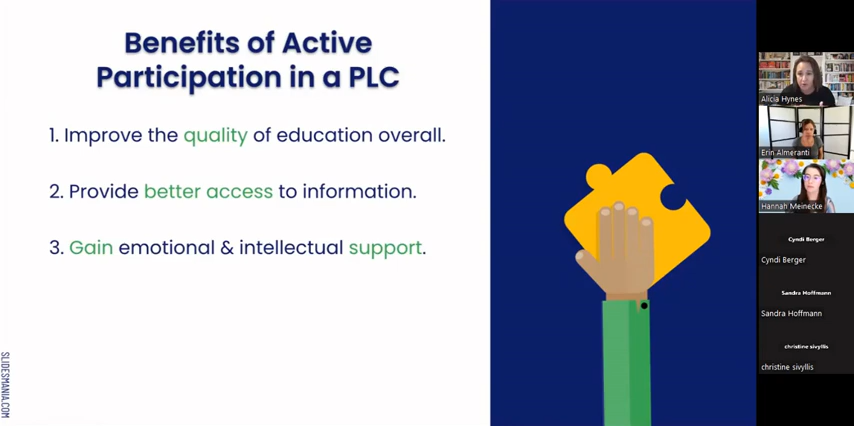 Benefits of Active
Participation in a PLC
1. Improve the quality of education overall.
2. Provide better access to information.
3. Gain emotional & intellectual support.
SLIDESMANIA.COM
Alicia Hynes
Erin Almeranti
Hannah Meinecke
Cyndi Berger
Cyndi Berger
Sandra Hoffmann
Sandra Hoffmann
christine sivyllis
christine sivyllis